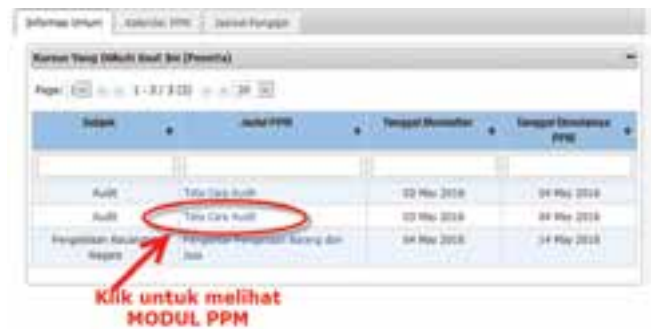 Informasi Umum Kalender PPM Jadwal Pengajar
Kursus Yang Diikuti Saat Ini (Peserta)
Page: 1 1 - 3 / 3 (3) 20
Subjek Judul PPM Tanggal Mendaftar Tanggal Dimulainya
PPM
Audit Tata Cara Audit 03 May 2016 04 May 2016
Audit Tata Cara Audit 03 May 2016 04 May 2016
Pengelolaan Keuangan Pengantar Pengadaan Barang dan 04 May 2016 14 May 2016
Negara Jasa
Klik untuk melihat
MODUL PPM